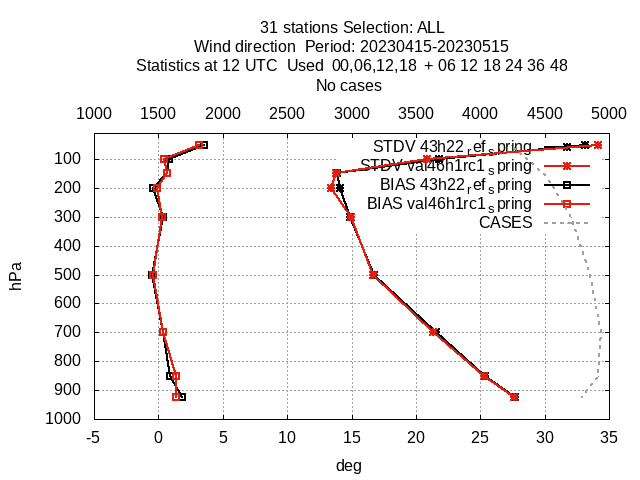 31 stations Selection: ALL
Wind direction  Period: 20230415-20230515
Statistics at 12 UTC  Used  00,06,12,18  + 06 12 18 24 36 48
No cases
1000 1500 2000 2500 3000 3500 4000 4500 5000
STDV 43h22_ref_spring
STDV val46h1rc1_spring
BIAS 43h22_ref_spring
BIAS val46h1rc1_spring
CASES
100
200
300
400
500
600
700
800
900
1000
hPa
-5 0 5 10 15 20 25 30 35
deg